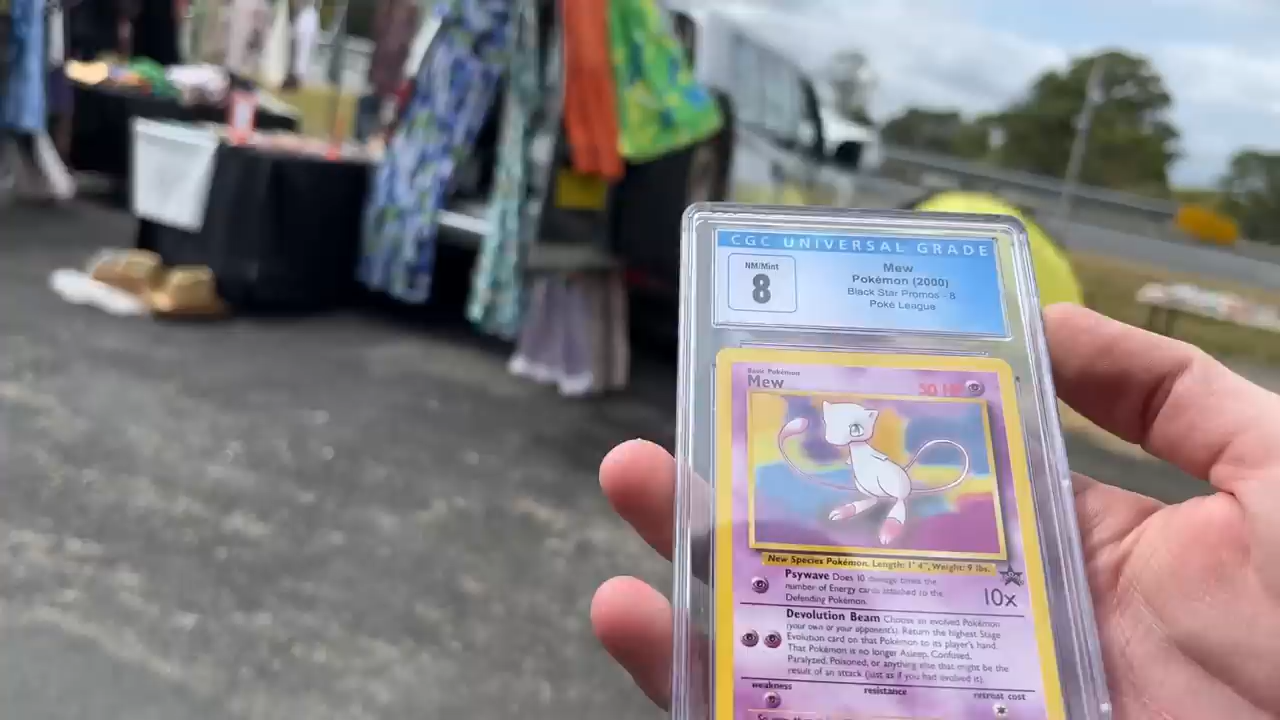 CGC UNIVERSAL GRADE
NM/Mint
8
Mew
Pokémon (2000)
Black Star Promos - 8
Poké League
Basic Pokémon
Mew
50 HP
New Species Pokémon. Length: 1' 4", Weight: 9 lbs.
Psywave Does 10 damage times the
number of Energy cards attached to the
Defending Pokémon.
10x
Devolution Beam Choose an evolved Pokémon
(your own or your opponent's). Return the highest Stage
Evolution card on that Pokémon to its player's hand.
That Pokémon is no longer Asleep, Confused,
Paralyzed, Poisoned, or anything else that might be the
result of an attack (just as if you had evolved it).
weakness
resistance
retreat cost